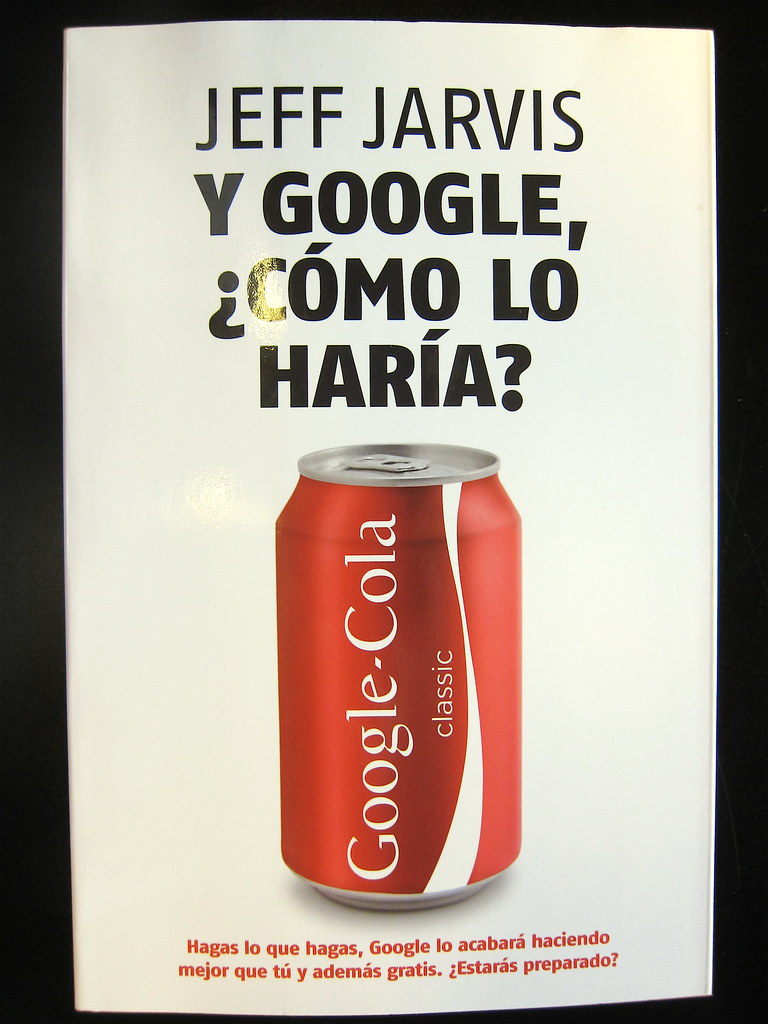 JEFF JARVIS
Y GOOGLE,
¿CÓMO LO
HARÍA?
Google-Cola
classic
Hagas lo que hagas, Google lo acabará haciendo
mejor que tú y además gratis. ¿Estarás preparado?